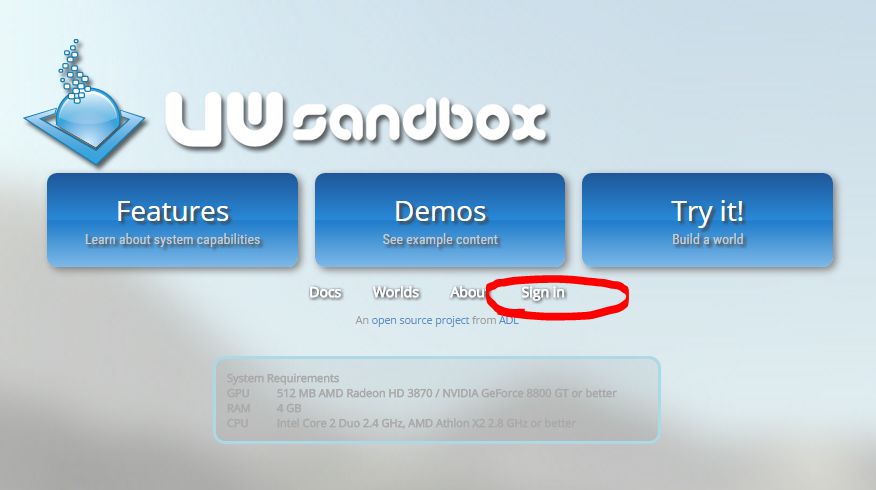 VW sandbox
Features
Learn about system capabilities
Demos
See example content
Try it!
Build a world
Docs Worlds About Sign In
An open source project from ADL
System Requirements
GPU 512 MB AMD Radeon HD 3870 / NVIDIA GeForce 8800 GT or better
RAM 4 GB
CPU Intel Core 2 Duo 2.4 GHz, AMD Athlon X2 2.8 GHz or better